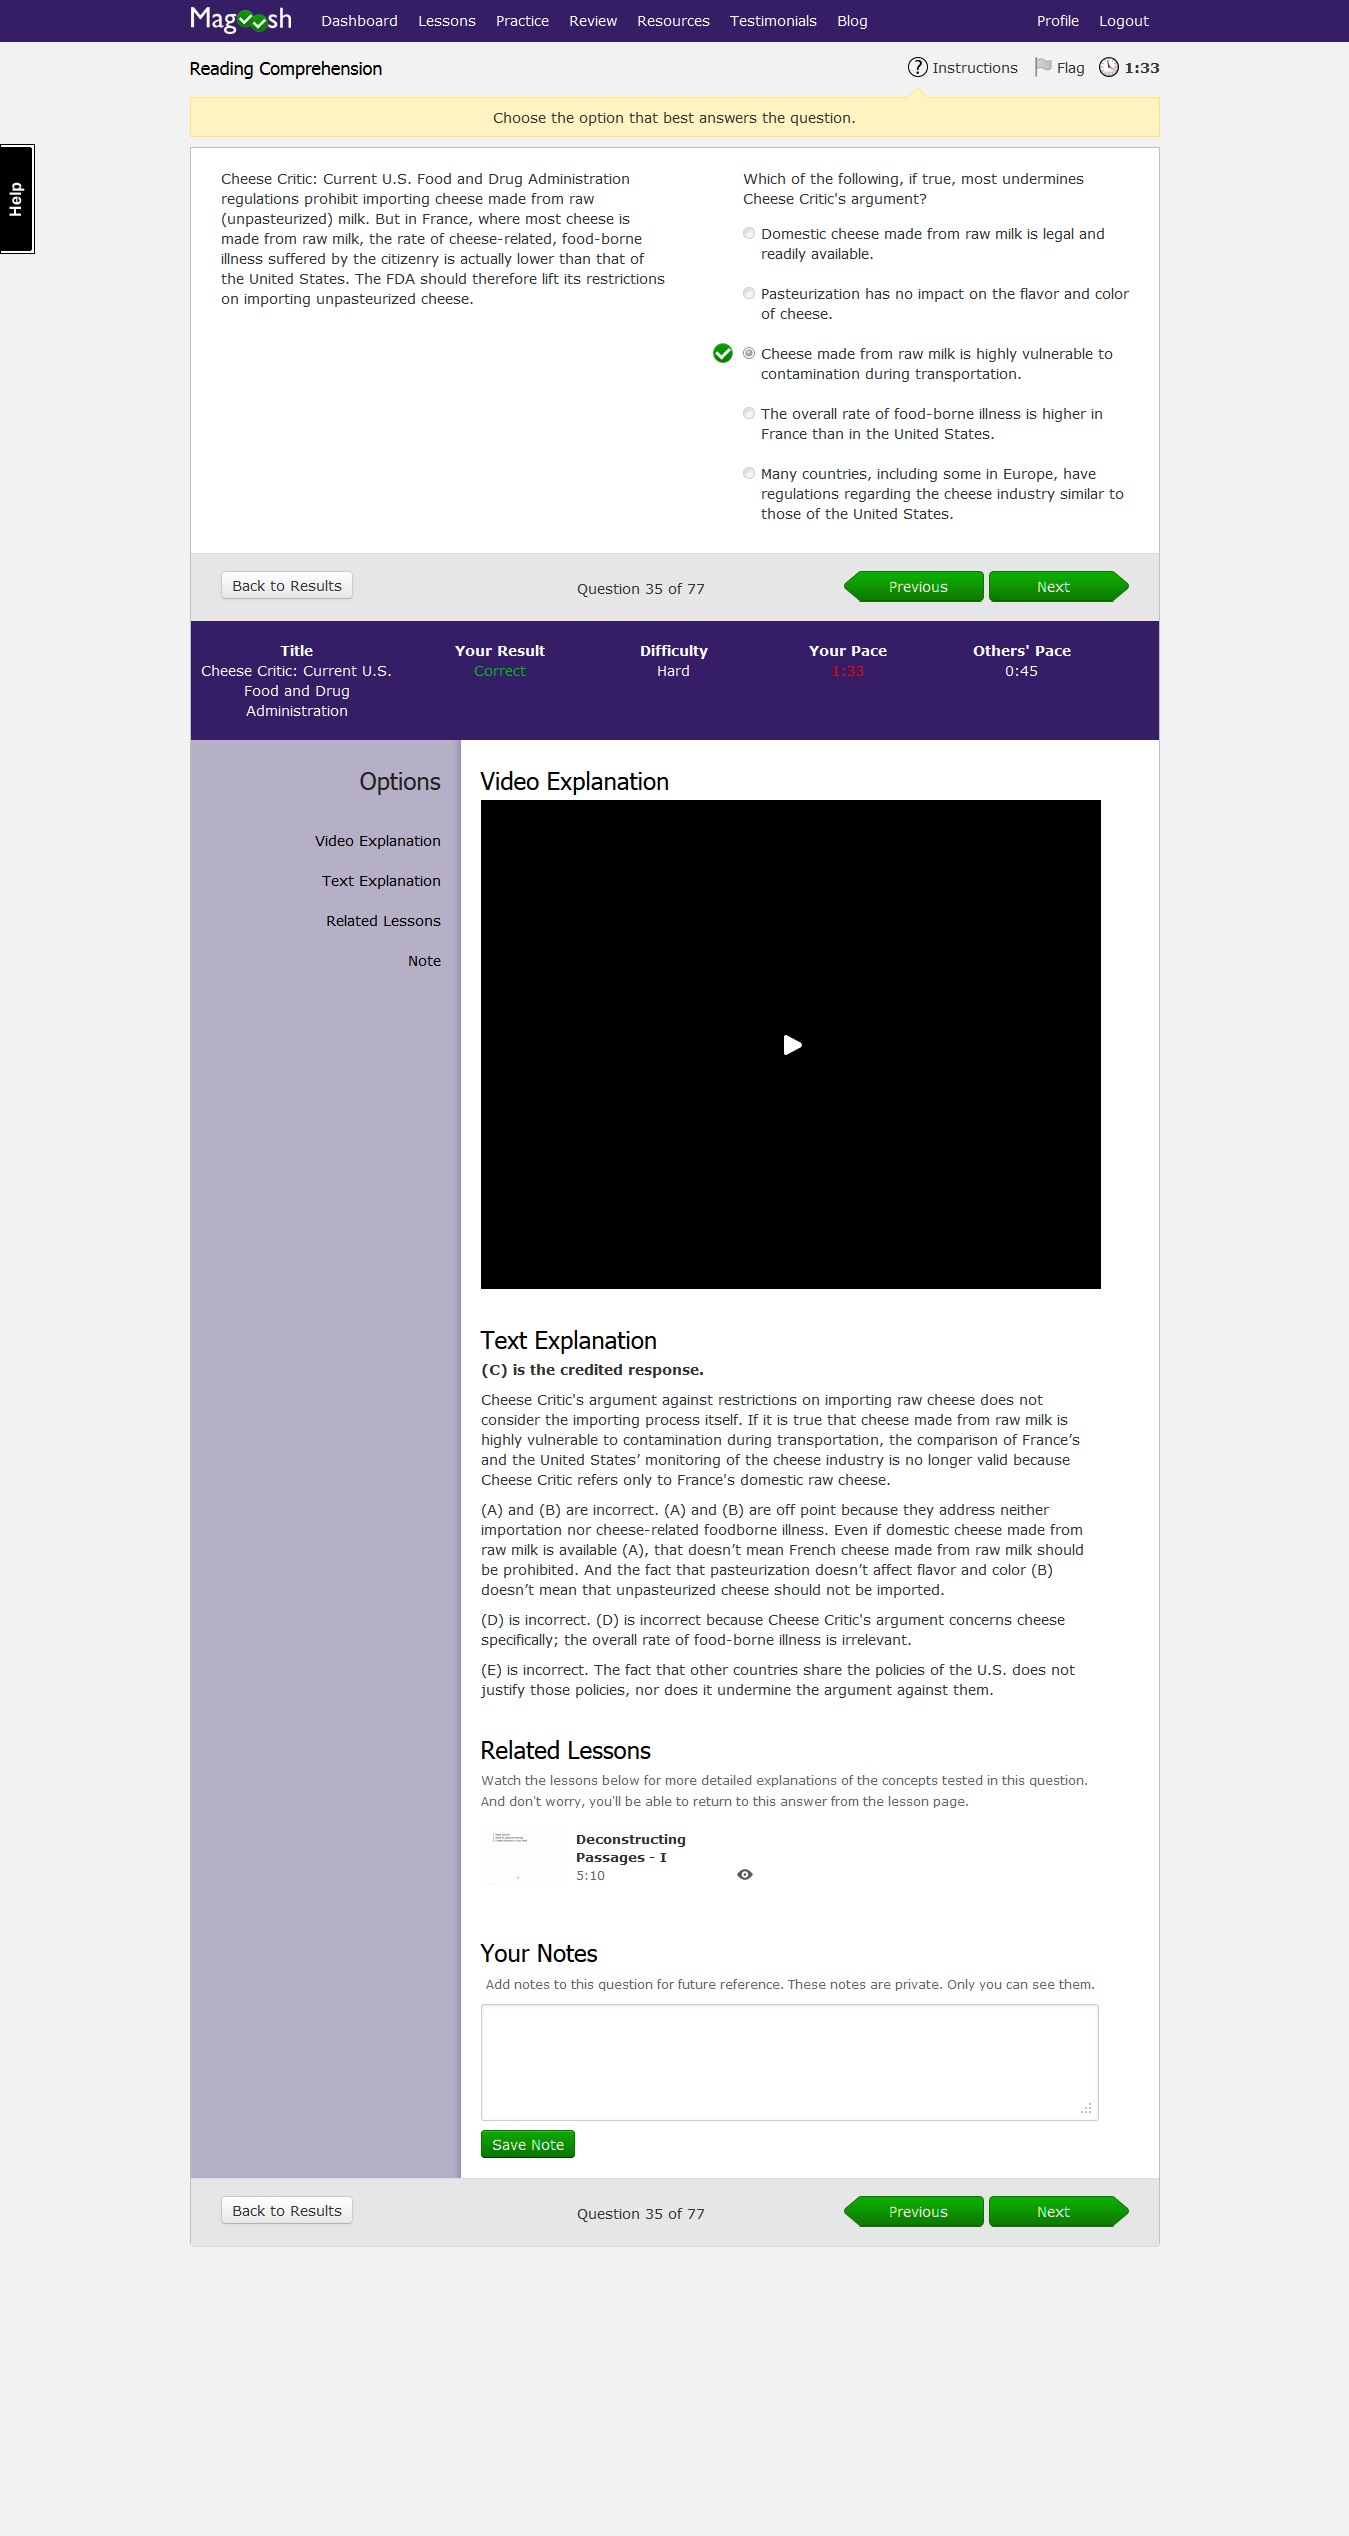 Magoosh Dashboard Lessons Practice Review Resources Testimonials Blog Profile Logout
Reading Comprehension
Instructions Flag 1:33
Choose the option that best answers the question.
Help
Cheese Critic: Current U.S. Food and Drug Administration
regulations prohibit importing cheese made from raw
(unpasteurized) milk. But in France, where most cheese is
made from raw milk, the rate of cheese-related, food-borne
illness suffered by the citizenry is actually lower than that of
the United States. The FDA should therefore lift its restrictions
on importing unpasteurized cheese.
Which of the following, if true, most undermines
Cheese Critic's argument?
Domestic cheese made from raw milk is legal and
readily available.
Pasteurization has no impact on the flavor and color
of cheese.
Cheese made from raw milk is highly vulnerable to
contamination during transportation.
The overall rate of food-borne illness is higher in
France than in the United States.
Many countries, including some in Europe, have
regulations regarding the cheese industry similar to
those of the United States.
Back to Results Question 35 of 77 Previous Next
Title Your Result Difficulty Your Pace Others' Pace
Cheese Critic: Current U.S. Correct Hard 1:33 0:45
Food and Drug
Administration
Options
Video Explanation
Text Explanation
Related Lessons
Note
Video Explanation
Text Explanation
(C) is the credited response.
Cheese Critic's argument against restrictions on importing raw cheese does not
consider the importing process itself. If it is true that cheese made from raw milk is
highly vulnerable to contamination during transportation, the comparison of France’s
and the United States’ monitoring of the cheese industry is no longer valid because
Cheese Critic refers only to France's domestic raw cheese.
(A) and (B) are incorrect. (A) and (B) are off point because they address neither
importation nor cheese-related foodborne illness. Even if domestic cheese made from
raw milk is available (A), that doesn’t mean French cheese made from raw milk should
be prohibited. And the fact that pasteurization doesn’t affect flavor and color (B)
doesn’t mean that unpasteurized cheese should not be imported.
(D) is incorrect. (D) is incorrect because Cheese Critic's argument concerns cheese
specifically; the overall rate of food-borne illness is irrelevant.
(E) is incorrect. The fact that other countries share the policies of the U.S. does not
justify those policies, nor does it undermine the argument against them.
Related Lessons
Watch the lessons below for more detailed explanations of the concepts tested in this question.
And don't worry, you'll be able to return to this answer from the lesson page.
Deconstructing
Passages - I
5:10
Your Notes
Add notes to this question for future reference. These notes are private. Only you can see them.
Save Note
Back to Results Question 35 of 77 Previous Next